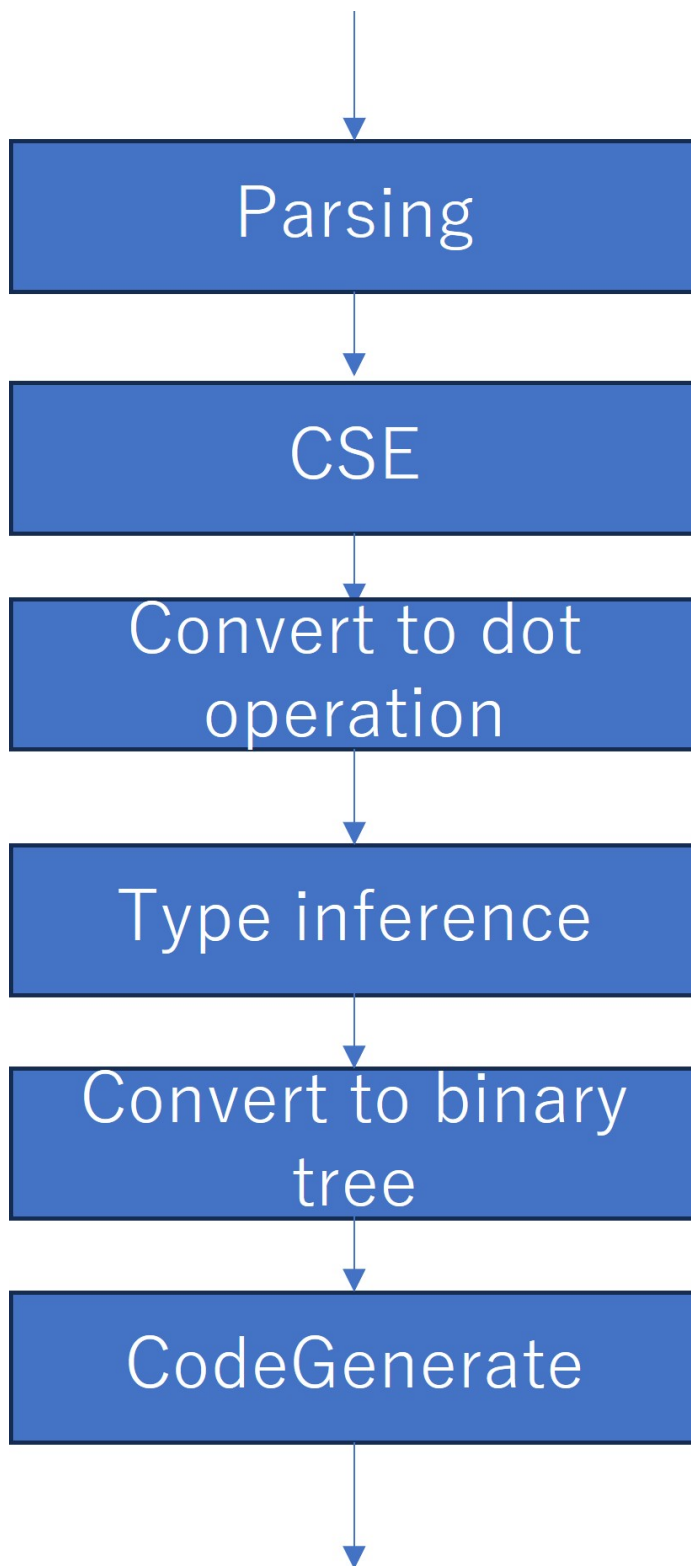 Parsing
CSE
Convert to dot
operation
Type inference
Convert to binary
tree
CodeGenerate